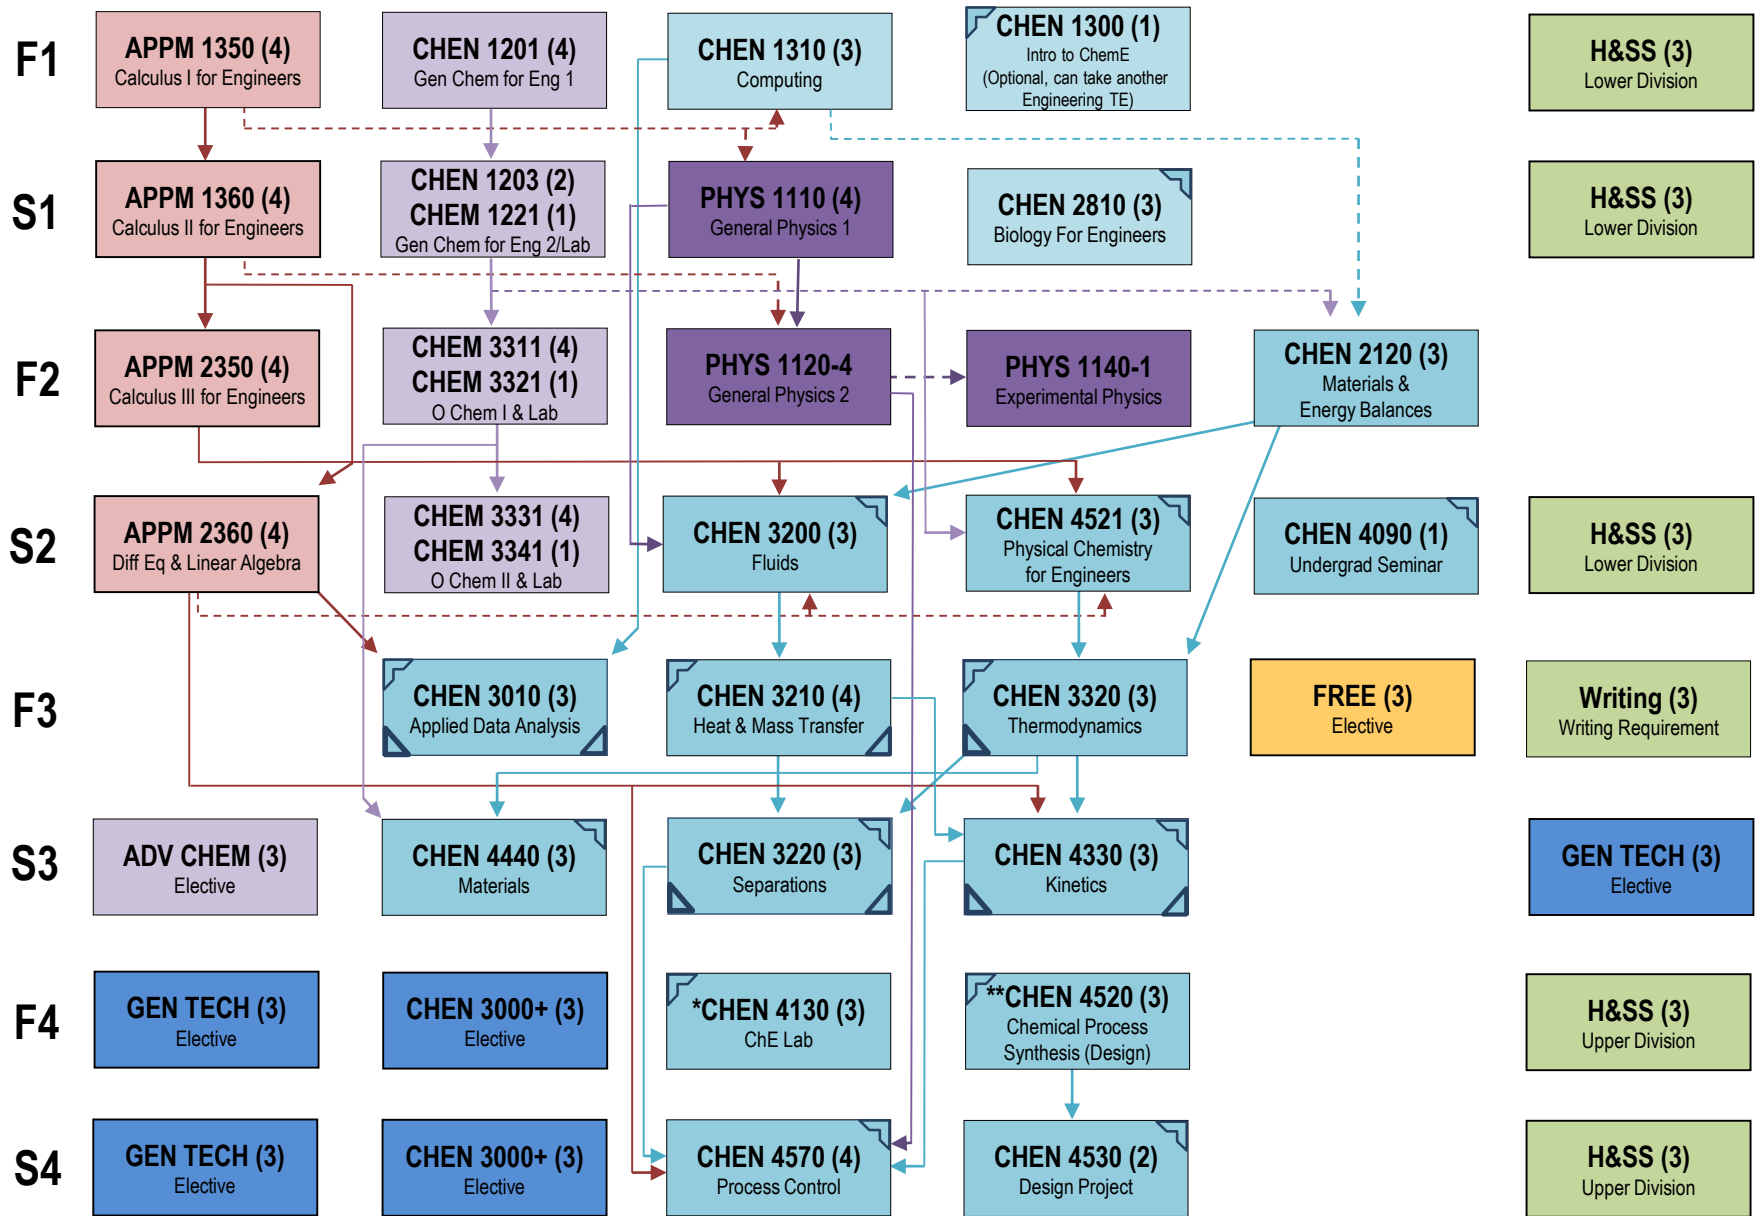 F1
APPM 1350 (4)
Calculus I for Engineers
CHEN 1201 (4)
Gen Chem for Eng 1
CHEN 1310 (3)
Computing
CHEN 1300 (1)
Intro to ChemE
(Optional, can take another
Engineering TE)
H&SS (3)
Lower Division
S1
APPM 1360 (4)
Calculus II for Engineers
CHEN 1203 (2)
CHEM 1221 (1)
Gen Chem for Eng 2/Lab
PHYS 1110 (4)
General Physics 1
CHEN 2810 (3)
Biology For Engineers
H&SS (3)
Lower Division
F2
APPM 2350 (4)
Calculus III for Engineers
CHEM 3311 (4)
CHEM 3321 (1)
O Chem I & Lab
PHYS 1120-4
General Physics 2
PHYS 1140-1
Experimental Physics
CHEN 2120 (3)
Materials &
Energy Balances
S2
APPM 2360 (4)
Diff Eq & Linear Algebra
CHEM 3331 (4)
CHEM 3341 (1)
O Chem II & Lab
CHEN 3200 (3)
Fluids
CHEN 4521 (3)
Physical Chemistry
for Engineers
CHEN 4090 (1)
Undergrad Seminar
H&SS (3)
Lower Division
F3
CHEN 3010 (3)
Applied Data Analysis
CHEN 3210 (4)
Heat & Mass Transfer
CHEN 3320 (3)
Thermodynamics
FREE (3)
Elective
Writing (3)
Writing Requirement
S3
ADV CHEM (3)
Elective
CHEN 4440 (3)
Materials
CHEN 3220 (3)
Separations
CHEN 4330 (3)
Kinetics
GEN TECH (3)
Elective
F4
GEN TECH (3)
Elective
CHEN 3000+ (3)
Elective
*CHEN 4130 (3)
ChE Lab
**CHEN 4520 (3)
Chemical Process
Synthesis (Design)
H&SS (3)
Upper Division
S4
GEN TECH (3)
Elective
CHEN 3000+ (3)
Elective
CHEN 4570 (4)
Process Control
CHEN 4530 (2)
Design Project
H&SS (3)
Upper Division